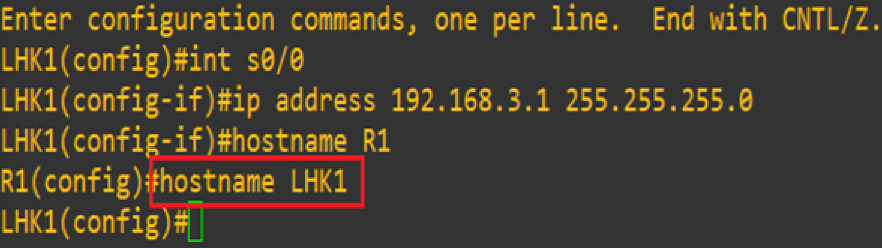 Enter configuration commands, one per line.  End with CNTL/Z.
LHK1(config)#int s0/0
LHK1(config-if)#ip address 192.168.3.1 255.255.255.0
LHK1(config-if)#hostname R1
R1(config)#hostname LHK1
LHK1(config)#